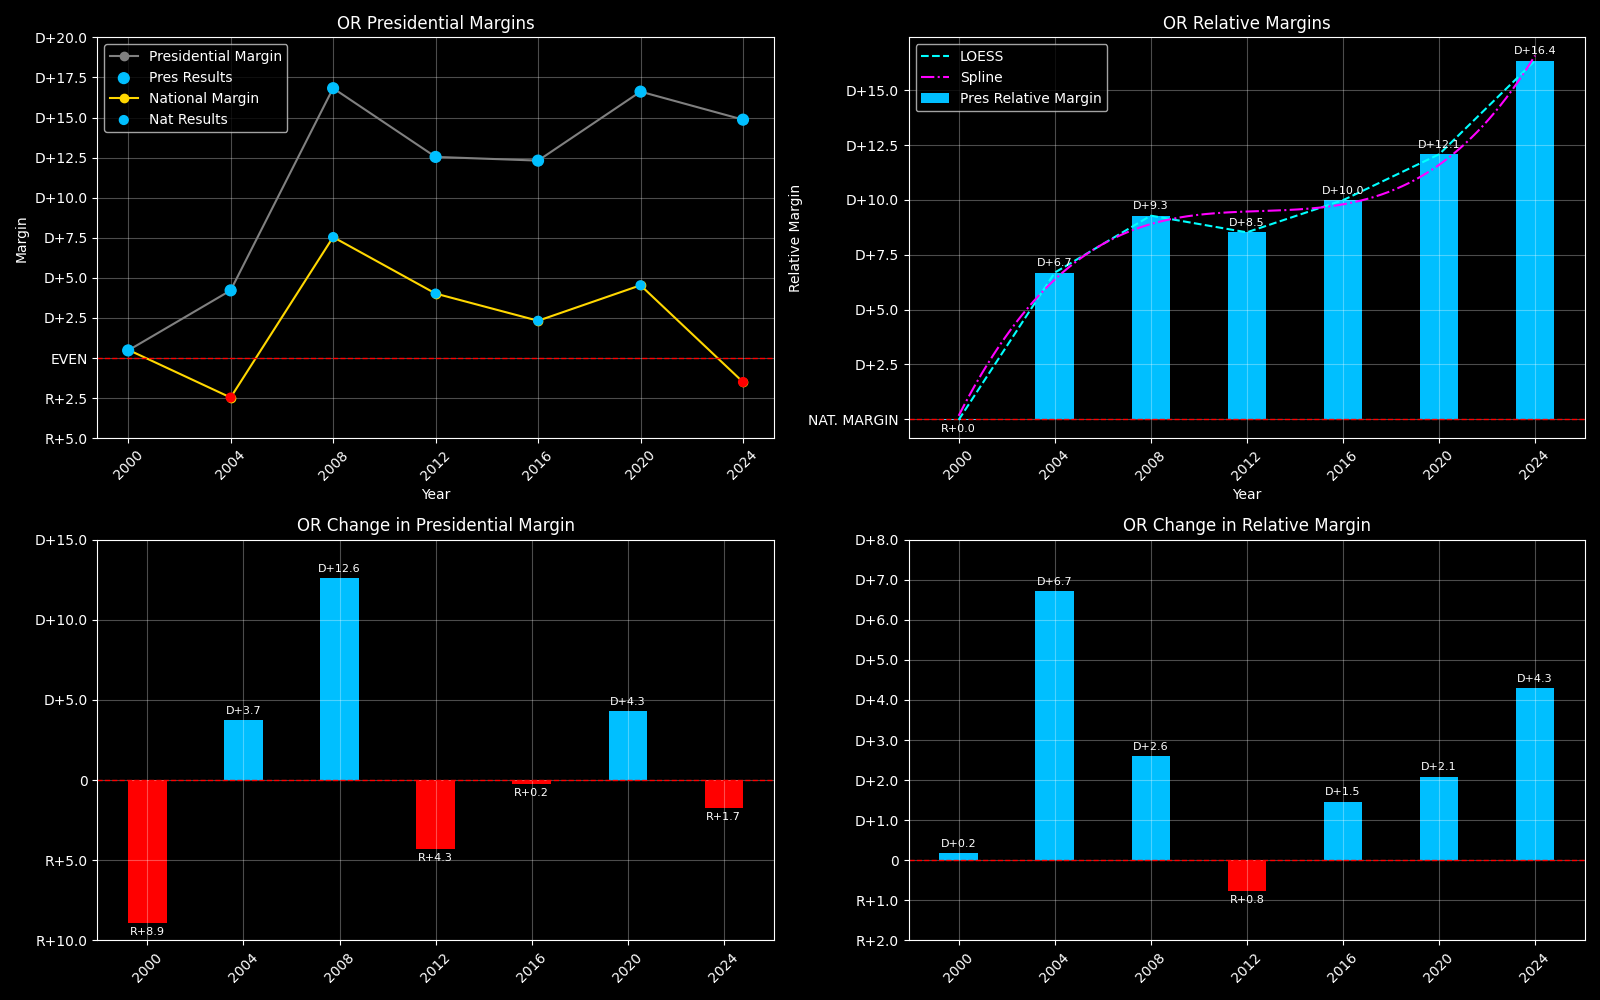 OR Presidential Margins
D+20.0
D+17.5
D+15.0
D+12.5
D+10.0
D+7.5
D+5.0
D+2.5
EVEN
R+2.5
R+5.0
Margin
Presidential Margin
Pres Results
National Margin
Nat Results
2000
2004
2008
2012
2016
2020
2024
Year
OR Relative Margins
D+15.0
D+12.5
D+10.0
D+7.5
D+5.0
D+2.5
NAT. MARGIN
Relative Margin
LOESS
Spline
Pres Relative Margin
R+0.0
D+6.7
D+9.3
D+8.5
D+10.0
D+12.1
D+16.4
2000
2004
2008
2012
2016
2020
2024
Year
OR Change in Presidential Margin
D+15.0
D+10.0
D+5.0
0
R+5.0
R+10.0
R+8.9
D+3.7
D+12.6
R+4.3
R+0.2
D+4.3
R+1.7
2000
2004
2008
2012
2016
2020
2024
OR Change in Relative Margin
D+8.0
D+7.0
D+6.0
D+5.0
D+4.0
D+3.0
D+2.0
D+1.0
0
R+1.0
R+2.0
D+0.2
D+6.7
D+2.6
R+0.8
D+1.5
D+2.1
D+4.3
2000
2004
2008
2012
2016
2020
2024